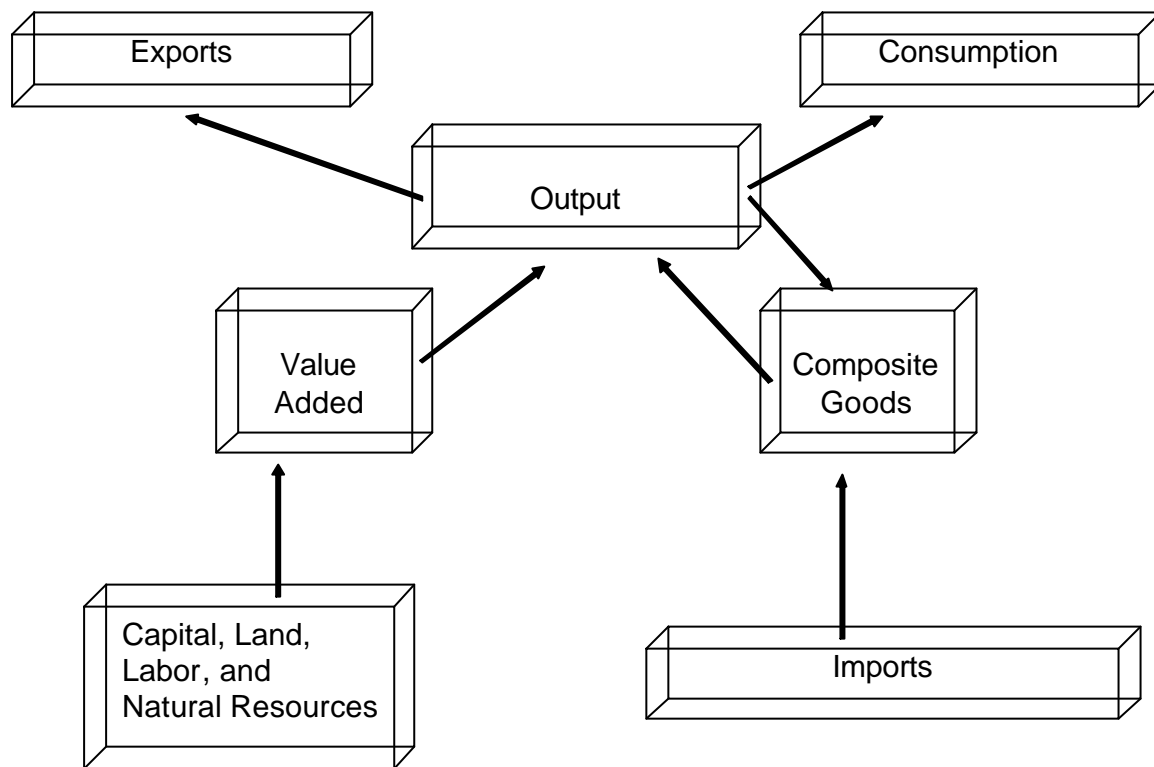 Exports
Consumption
Output
Value
Added
Composite
Goods
Capital, Land,
Labor, and
Natural Resources
Imports